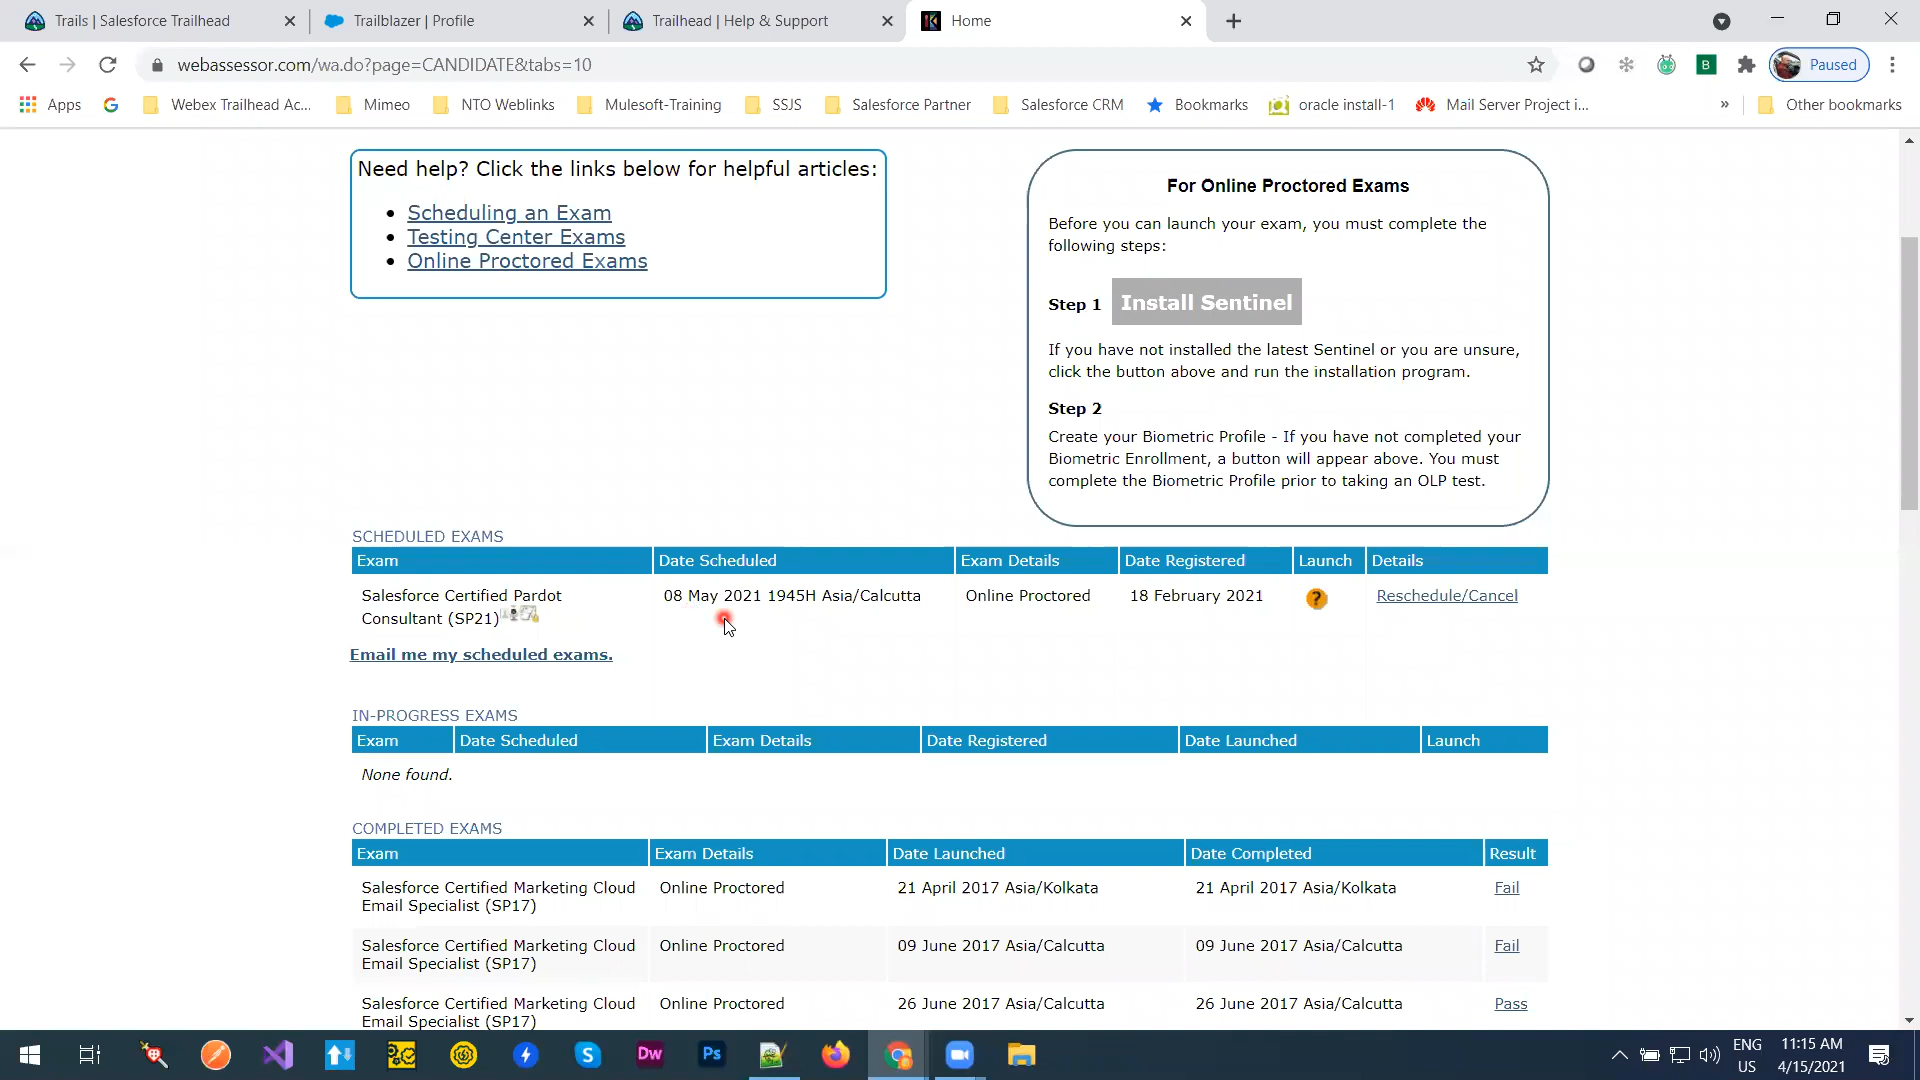 Trails | Salesforce Trailhead
Trailblazer | Profile
Trailhead | Help & Support
Home
webassessor.com/wa.do?page=CANDIDATE&tabs=10
Paused
Apps
Webex Trailhead Ac...
Mimeo
NTO Weblinks
Mulesoft-Training
SSJS
Salesforce Partner
Salesforce CRM
Bookmarks
oracle install-1
Mail Server Project i...
»
Other bookmarks
Need help? Click the links below for helpful articles:
• Scheduling an Exam
• Testing Center Exams
• Online Proctored Exams
For Online Proctored Exams
Before you can launch your exam, you must complete the
following steps:
Step 1 Install Sentinel
If you have not installed the latest Sentinel or you are unsure,
click the button above and run the installation program.
Step 2
Create your Biometric Profile - If you have not completed your
Biometric Enrollment, a button will appear above. You must
complete the Biometric Profile prior to taking an OLP test.
SCHEDULED EXAMS
Exam Date Scheduled Exam Details Date Registered Launch Details
Salesforce Certified Pardot 08 May 2021 1945H Asia/Calcutta Online Proctored 18 February 2021 ? Reschedule/Cancel
Consultant (SP21)
Email me my scheduled exams.
IN-PROGRESS EXAMS
Exam Date Scheduled Exam Details Date Registered Date Launched Launch
None found.
COMPLETED EXAMS
Exam Exam Details Date Launched Date Completed Result
Salesforce Certified Marketing Cloud Online Proctored 21 April 2017 Asia/Kolkata 21 April 2017 Asia/Kolkata Fail
Email Specialist (SP17)
Salesforce Certified Marketing Cloud Online Proctored 09 June 2017 Asia/Calcutta 09 June 2017 Asia/Calcutta Fail
Email Specialist (SP17)
Salesforce Certified Marketing Cloud Online Proctored 26 June 2017 Asia/Calcutta 26 June 2017 Asia/Calcutta Pass
Email Specialist (SP17)
Dw
Ps
ENG
US
11:15 AM
4/15/2021